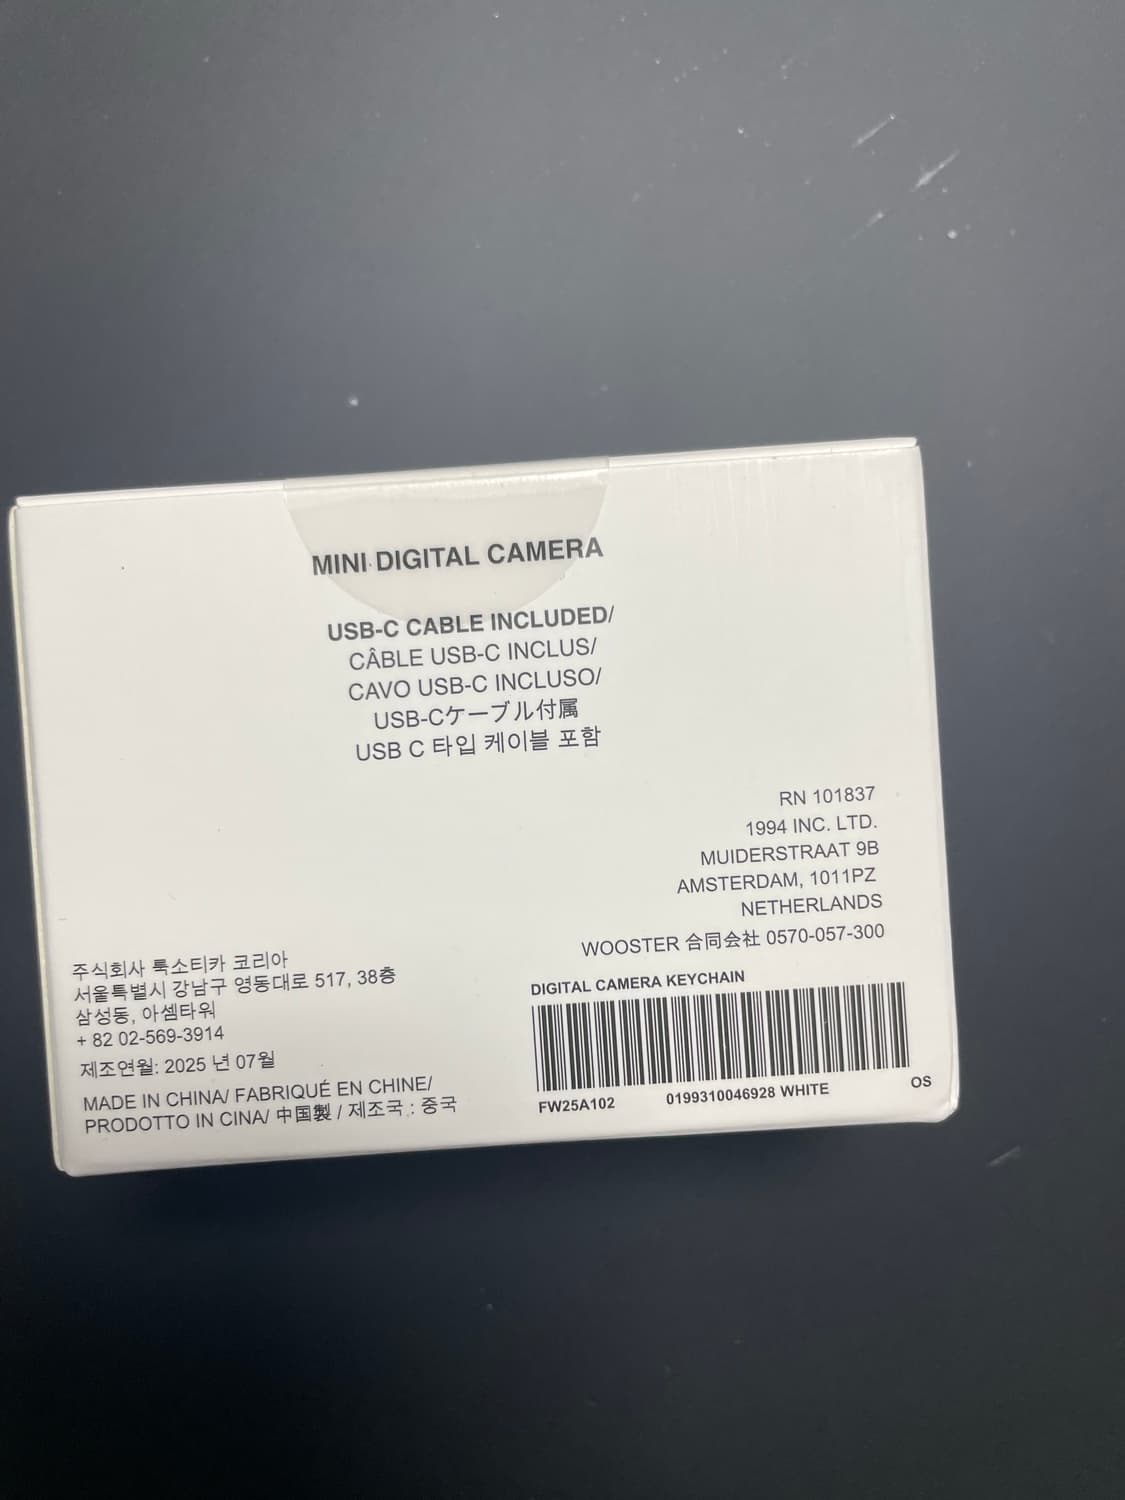 MINI DIGITAL CAMERA
USB-C CABLE INCLUDED/
CÂBLE USB-C INCLUS/
CAVO USB-C INCLUSO/
USB-Cケーブル付属
USB C 타입 케이블 포함
RN 101837
1994 INC. LTD.
MUIDERSTRAAT 9B
AMSTERDAM, 1011PZ
NETHERLANDS
WOOSTER 合同会社 0570-057-300
주식회사 룩소티카 코리아
서울특별시 강남구 영동대로 517, 38층
삼성동, 아셈타워
+ 82 02-569-3914
제조연월: 2025 년 07월
MADE IN CHINA/ FABRIQUÉ EN CHINE/
PRODOTTO IN CINA/ 中国製 / 제조국 : 중국
DIGITAL CAMERA KEYCHAIN
FW25A102 0199310046928 WHITE OS